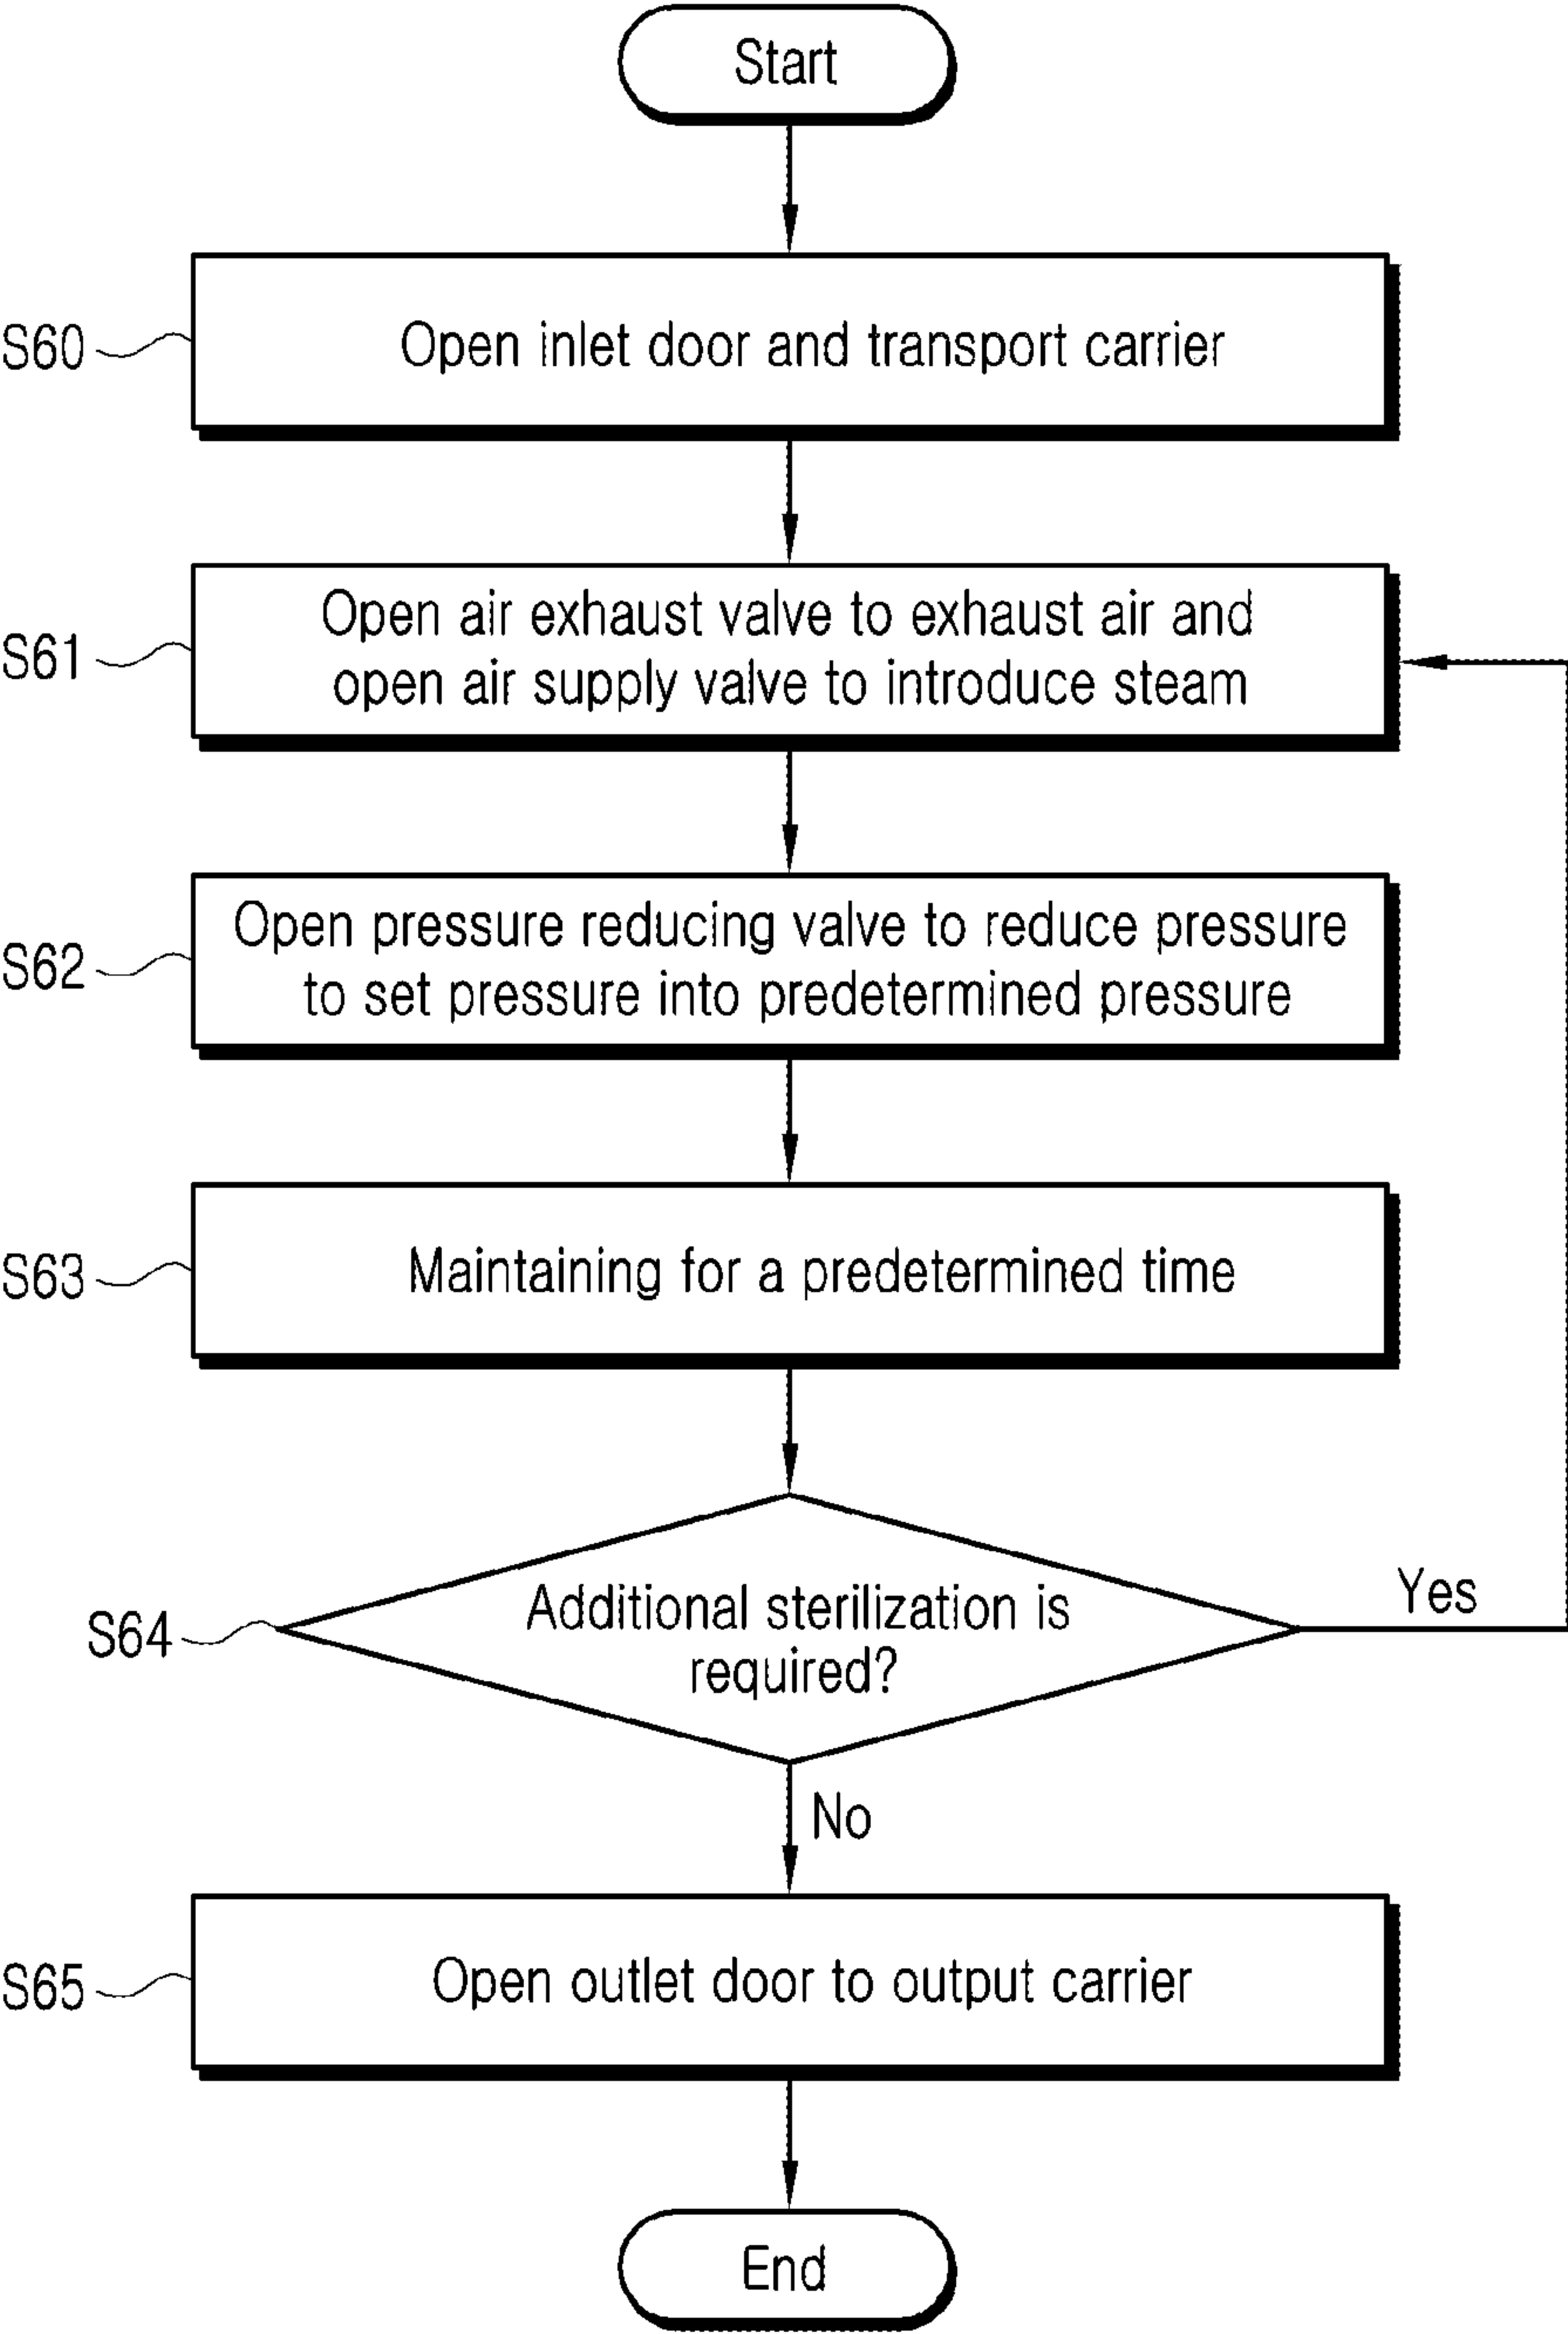 Start
S60
Open inlet door and transport carrier
S61
Open air exhaust valve to exhaust air and
open air supply valve to introduce steam
S62
Open pressure reducing valve to reduce pressure
to set pressure into predetermined pressure
S63
Maintaining for a predetermined time
S64
Additional sterilization is
required?
Yes
No
S65
Open outlet door to output carrier
End